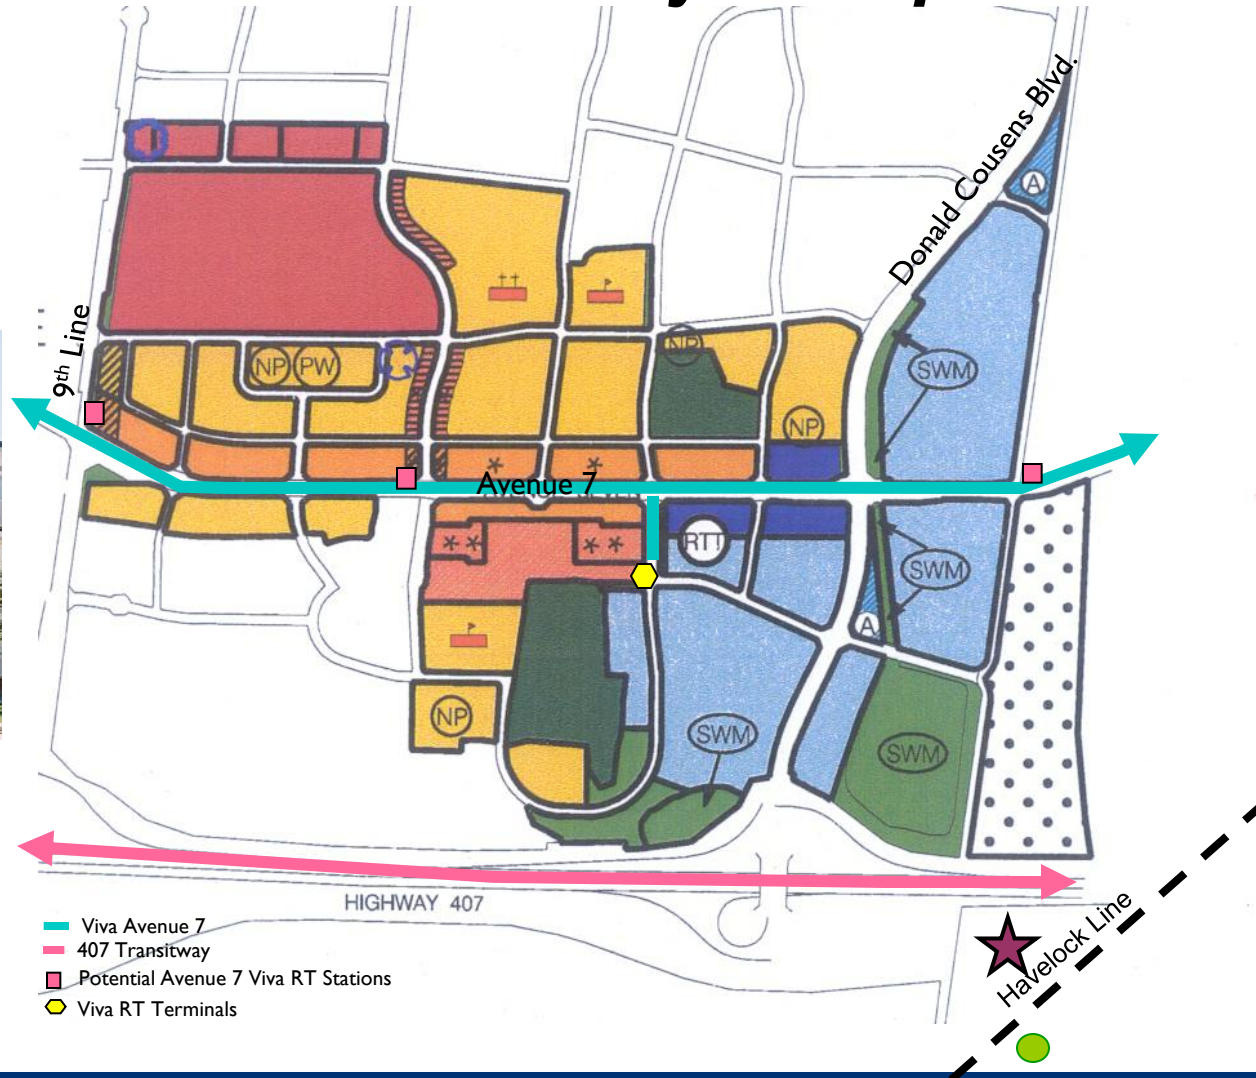 Donald Cousens Blvd.
A
9th Line
NP
SWM
NP PW
NP
Avenue 7
RTT
SWM
A
NP
SWM
SWM
HIGHWAY 407
Viva Avenue 7
407 Transitway
Potential Avenue 7 Viva RT Stations
Viva RT Terminals
Havelock Line